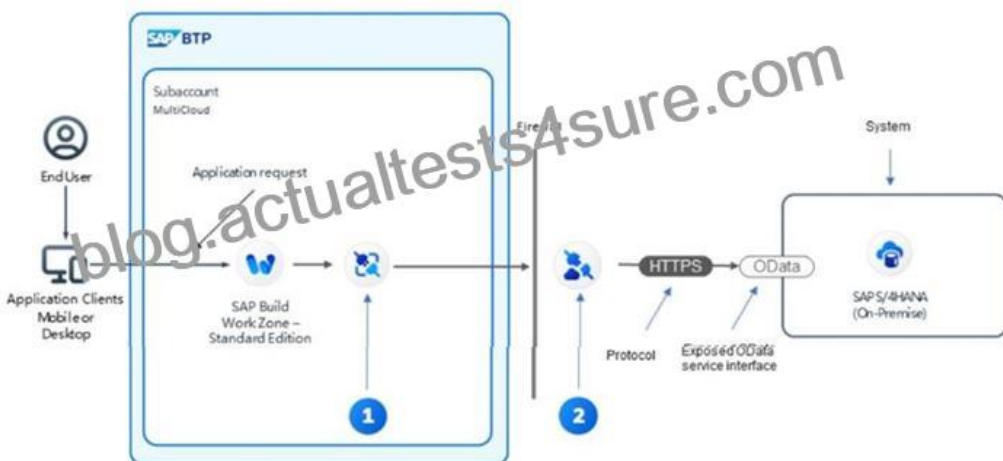 SAP BTP
Subaccount
MultiCloud
End User
Application request
Application Clients
Mobile or
Desktop
SAP Build
Work Zone –
Standard Edition
1
2
HTTPS
OData
Protocol
Exposed OData
service interface
System
SAP S/4HANA
(On-Premise)
blog.actualtests4sure.com